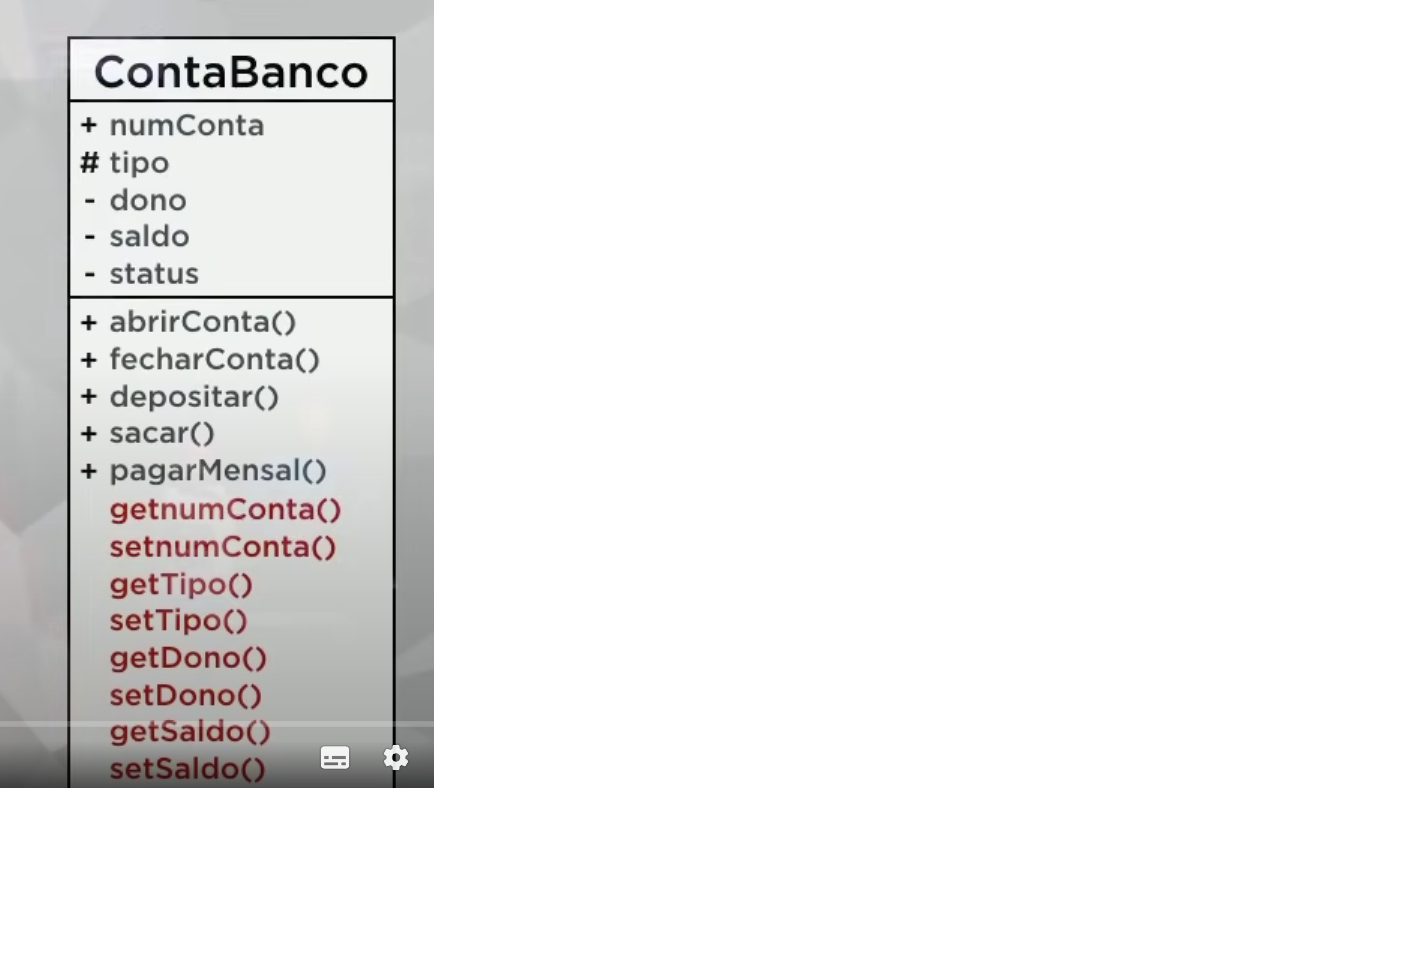 ContaBanco
+ numConta
# tipo
- dono
- saldo
- status
+ abrirConta()
+ fecharConta()
+ depositar()
+ sacar()
+ pagarMensal()
getnumConta()
setnumConta()
getTipo()
setTipo()
getDono()
setDono()
getSaldo()
setSaldo()